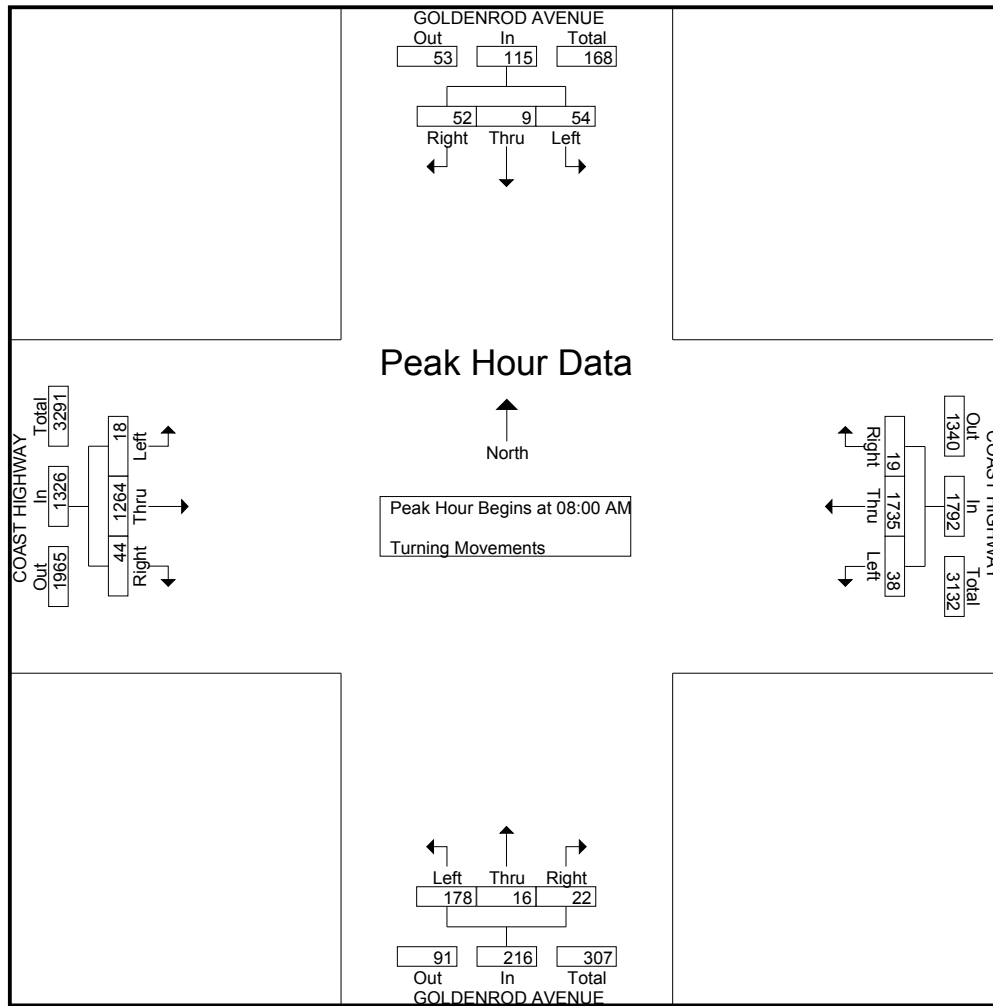 GOLDENROD AVENUE
Out In Total
53 115 168
52 9 54
Right Thru Left
Peak Hour Data
North
Peak Hour Begins at 08:00 AM
Turning Movements
COAST HIGHWAY
Out In Total
1965 1326 3291
44 1264 18
Right Thru Left
COAST HIGHWAY
Out In Total
1340 1792 3132
19 1735 38
Right Thru Left
Left Thru Right
178 16 22
91 216 307
Out In Total
GOLDENROD AVENUE